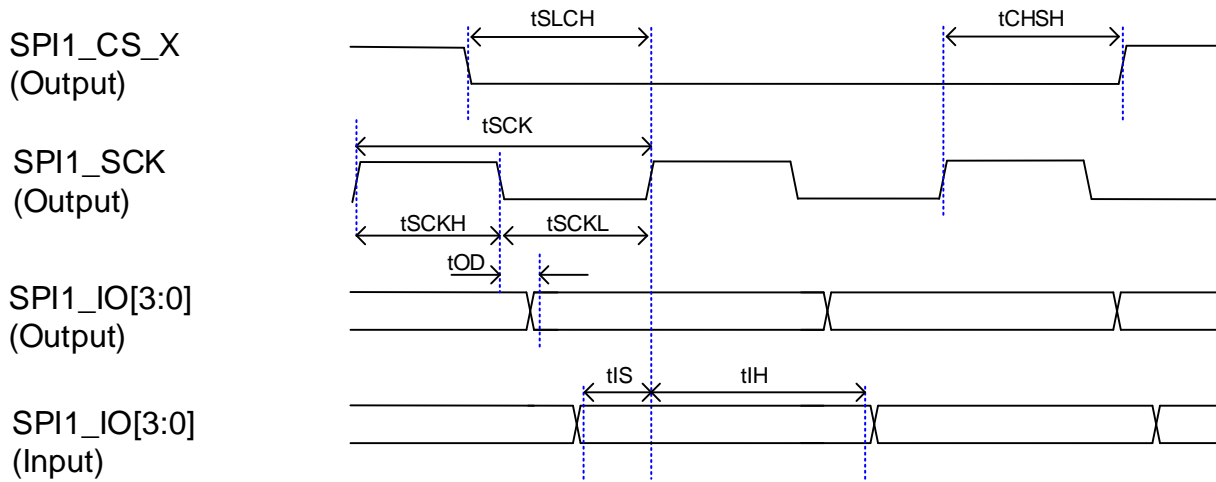 tSLCH
tCHSH
SPI1_CS_X
(Output)
tSCK
SPI1_SCK
(Output)
tSCKH
tSCKL
tOD
SPI1_IO[3:0]
(Output)
tIS
tIH
SPI1_IO[3:0]
(Input)